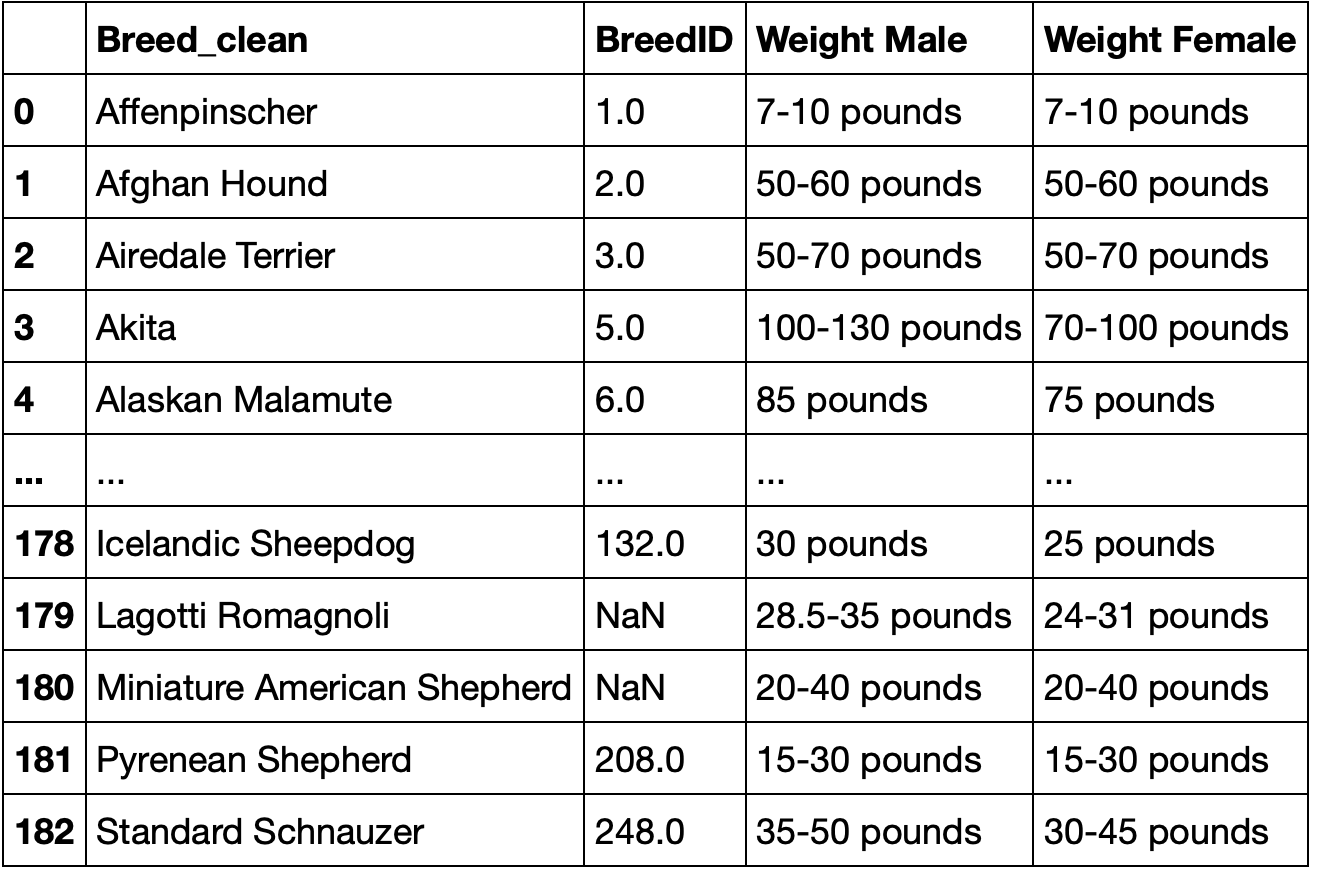 Breed_clean BreedID Weight Male Weight Female
0 Affenpinscher 1.0 7-10 pounds 7-10 pounds
1 Afghan Hound 2.0 50-60 pounds 50-60 pounds
2 Airedale Terrier 3.0 50-70 pounds 50-70 pounds
3 Akita 5.0 100-130 pounds 70-100 pounds
4 Alaskan Malamute 6.0 85 pounds 75 pounds
... ... ... ... ...
178 Icelandic Sheepdog 132.0 30 pounds 25 pounds
179 Lagotti Romagnoli NaN 28.5-35 pounds 24-31 pounds
180 Miniature American Shepherd NaN 20-40 pounds 20-40 pounds
181 Pyrenean Shepherd 208.0 15-30 pounds 15-30 pounds
182 Standard Schnauzer 248.0 35-50 pounds 30-45 pounds